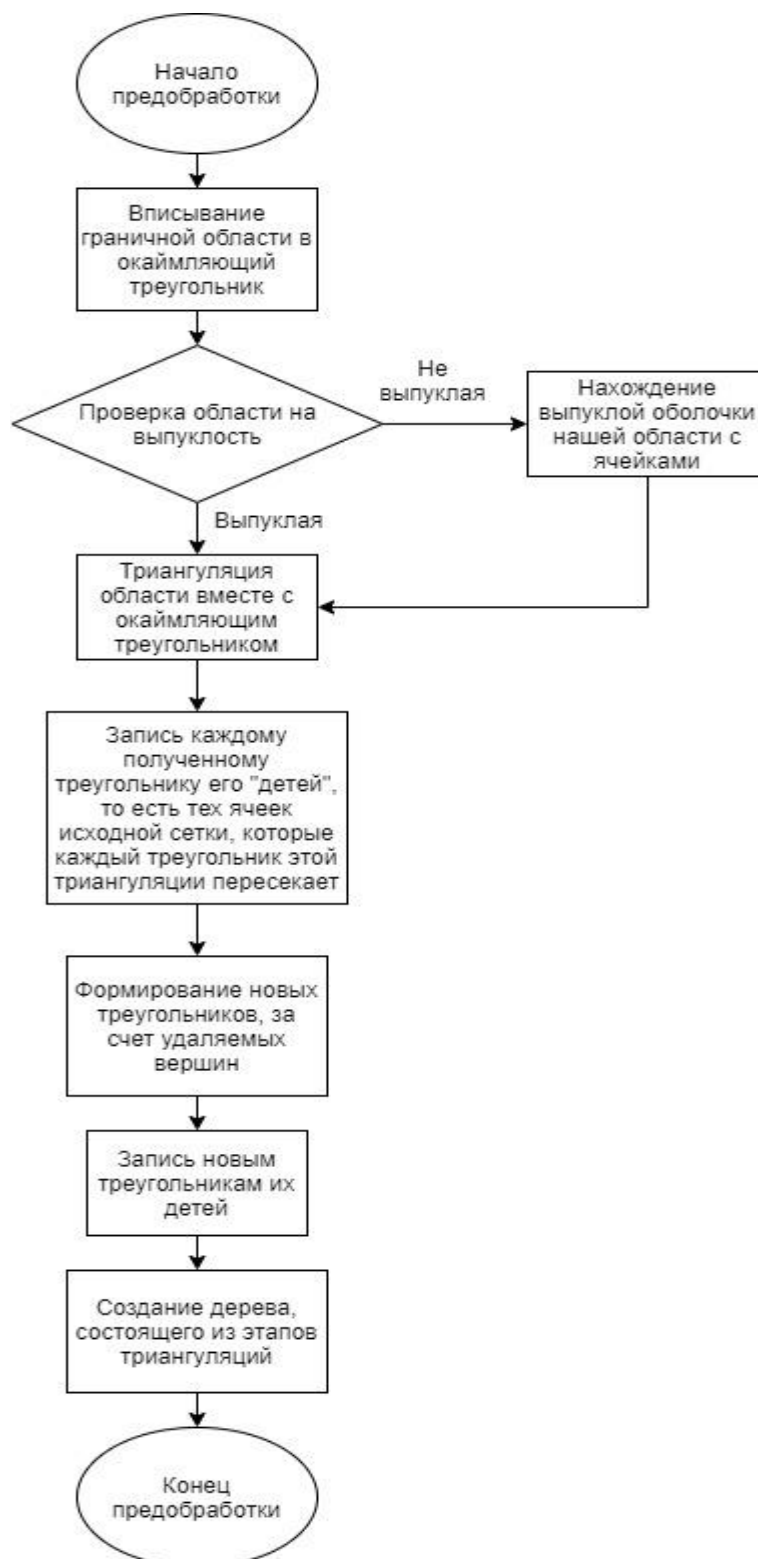 Начало
предобработки
Вписывание
граничной области в
окаймляющий
треугольник
Проверка области на
выпуклость
Не
выпуклая
Нахождение
выпуклой оболочки
нашей области с
ячейками
Выпуклая
Триангуляция
области вместе с
окаймляющим
треугольником
Запись каждому
полученному
треугольнику его "детей",
то есть тех ячеек
исходной сетки, которые
каждый треугольник этой
триангуляции пересекает
Формирование новых
треугольников, за
счет удаляемых
вершин
Запись новым
треугольникам их
детей
Создание дерева,
состоящего из этапов
триангуляций
Конец
предобработки